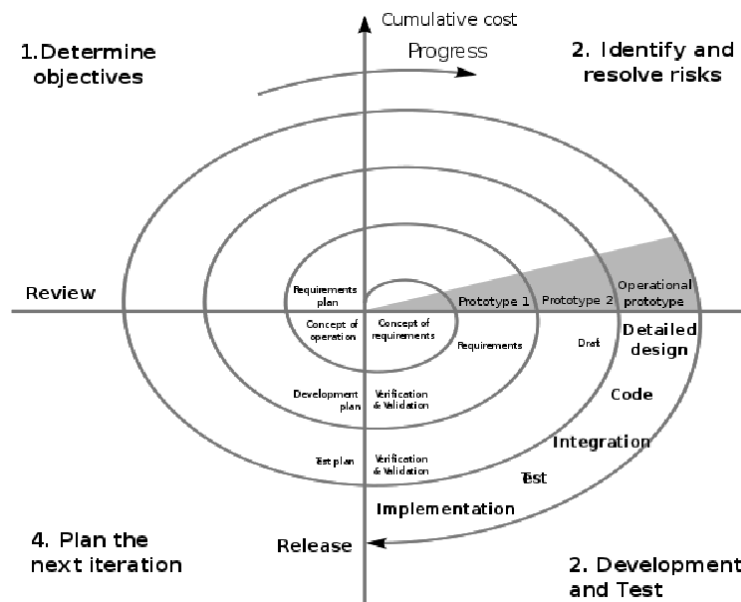 Cumulative cost
Progress
1.Determine
objectives
2. Identify and
resolve risks
Review
Requirements
plan
Prototype 1
Prototype 2
Operational
prototype
Concept of
operation
Concept of
requirements
Requirements
Draft
Detailed
design
Development
plan
Verification
& Validation
Code
Test plan
Verification
& Validation
Integration
Test
Implementation
Release
4. Plan the
next iteration
2. Development
and Test